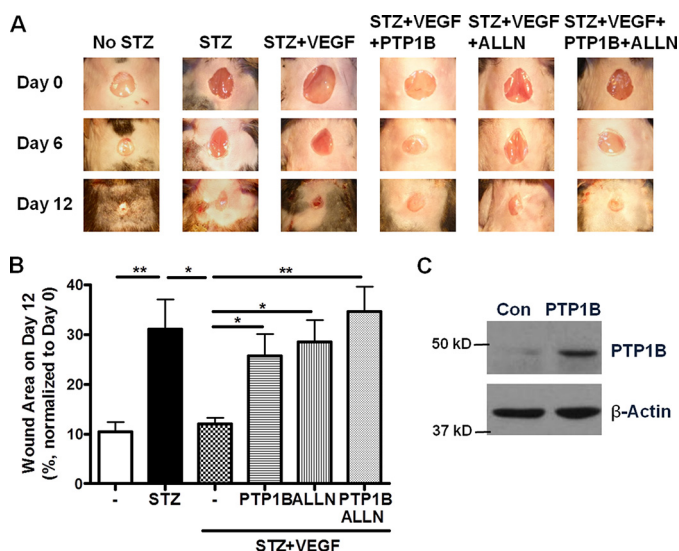 A
No STZ
STZ
STZ+VEGF
STZ+VEGF
+PTP1B
STZ+VEGF
+ALLN
STZ+VEGF+
PTP1B+ALLN
Day 0
Day 6
Day 12
B
Wound Area on Day 12
(%, normalized to Day 0)
40
30
20
10
0
**
*
**
*
*
-
STZ
-
PTP1B
ALLN
PTP1B
ALLN
STZ+VEGF
C
Con
PTP1B
50 kD
PTP1B
β-Actin
37 kD